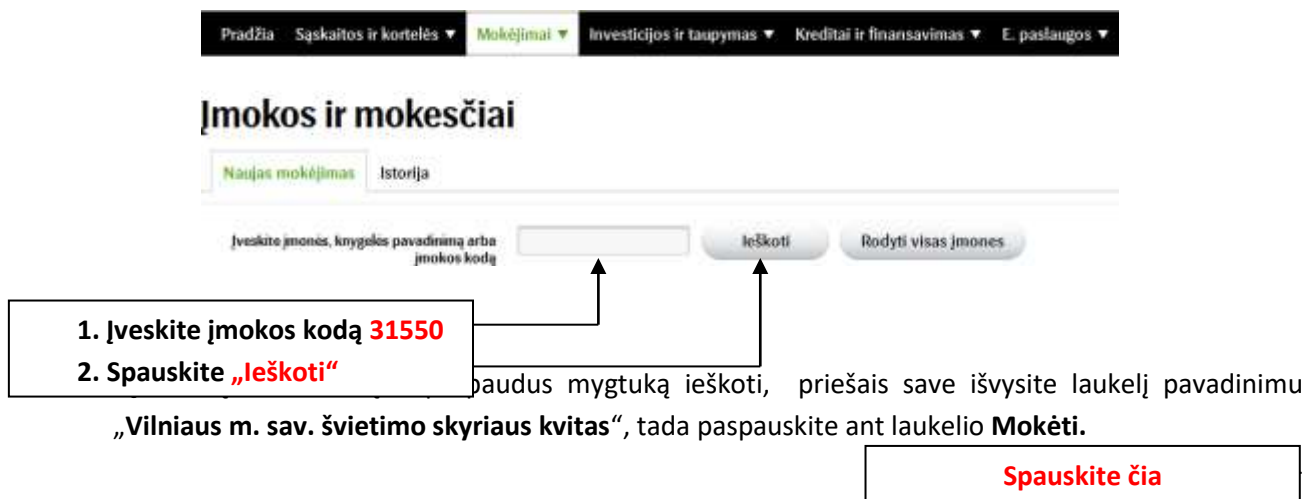 Pradžia Sąskaitos ir kortelės ▼ Mokėjimai ▼ Investicijos ir taupymas ▼ Kreditai ir finansavimas ▼ E. paslaugos ▼
Įmokos ir mokesčiai
Naujas mokėjimas Istorija
Įveskite įmonės, knygelės pavadinimą arba
įmokos kodą
Ieškoti Rodyti visas įmones
1. Įveskite įmokos kodą 31550
2. Spauskite „Ieškoti“
paudus mygtuką ieškoti, priešais save išvysite laukelį pavadinimu
„Vilniaus m. sav. švietimo skyriaus kvitas“, tada paspauskite ant laukelio Mokėti.
Spauskite čia